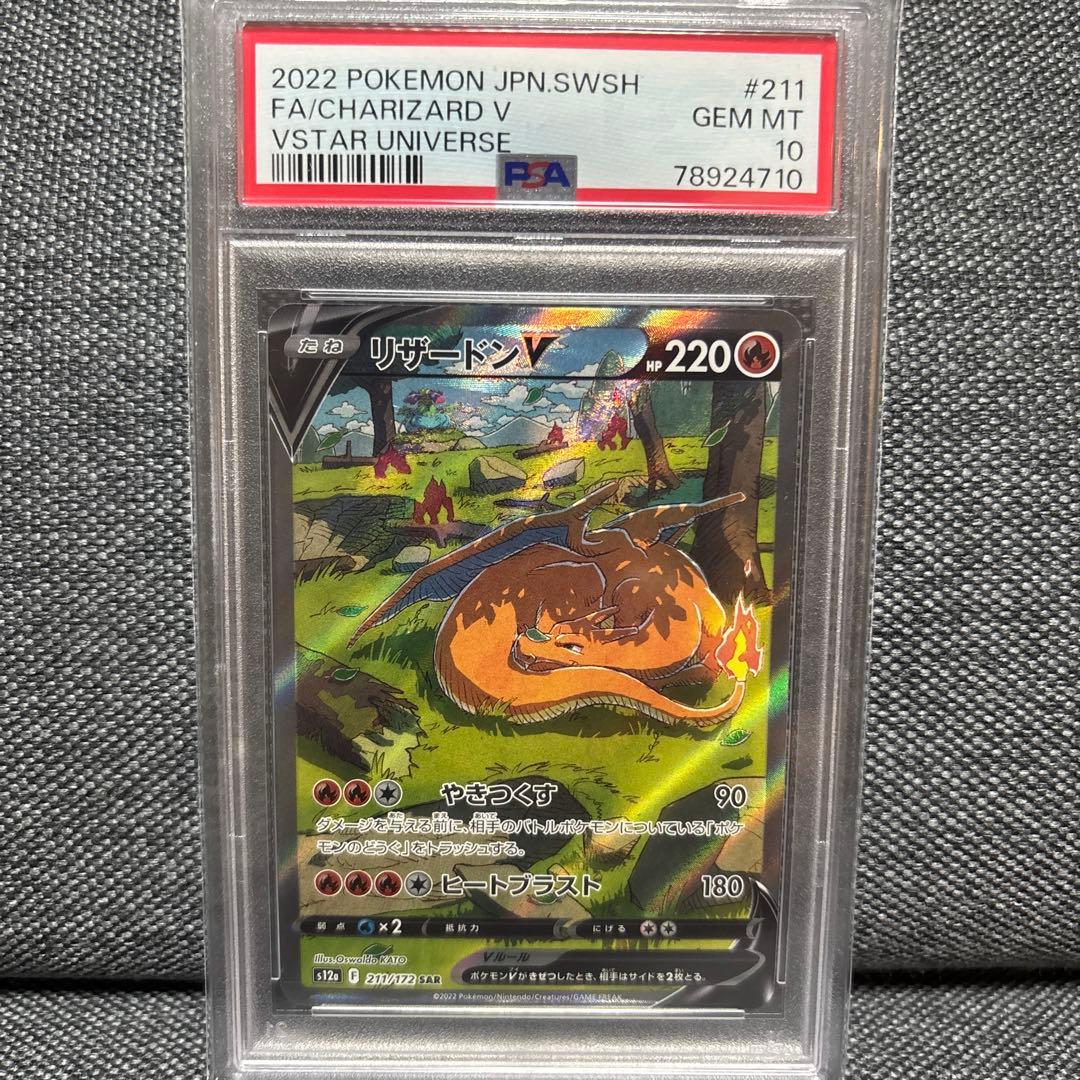 2022 POKEMON JPN.SWSH #211
FA/CHARIZARD V GEM MT
VSTAR UNIVERSE 10
PSA 78924710
たね リザードンV HP 220
やきつくす 90
ダメージを与える前に、相手のバトルポケモンについている「ポケ
モンのどうぐ」をトラッシュする。
ヒートブラスト 180
弱点 ×2 抵抗力 にげる
Illus.Oswaldo KATO Vルール
s12a F 211/172 SAR ポケモンVがきぜつしたとき、相手はサイドを2枚とる。
©2022 Pokémon/Nintendo/Creatures/GAME FREAK